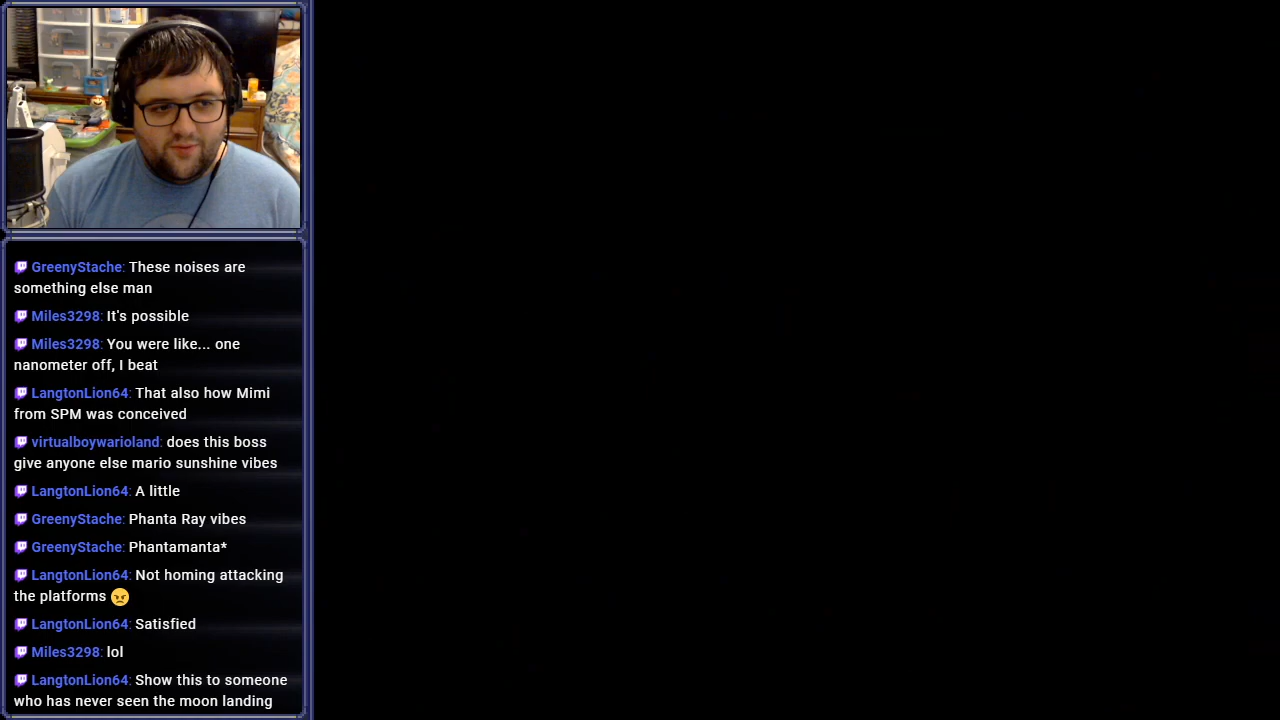 GreenyStache: These noises are
something else man
Miles3298: It's possible
Miles3298: You were like... one
nanometer off, I beat
LangtonLion64: That also how Mimi
from SPM was conceived
virtualboywarioland: does this boss
give anyone else mario sunshine vibes
LangtonLion64: A little
GreenyStache: Phanta Ray vibes
GreenyStache: Phantamanta*
LangtonLion64: Not homing attacking
the platforms 😠
LangtonLion64: Satisfied
Miles3298: lol
LangtonLion64: Show this to someone
who has never seen the moon landing